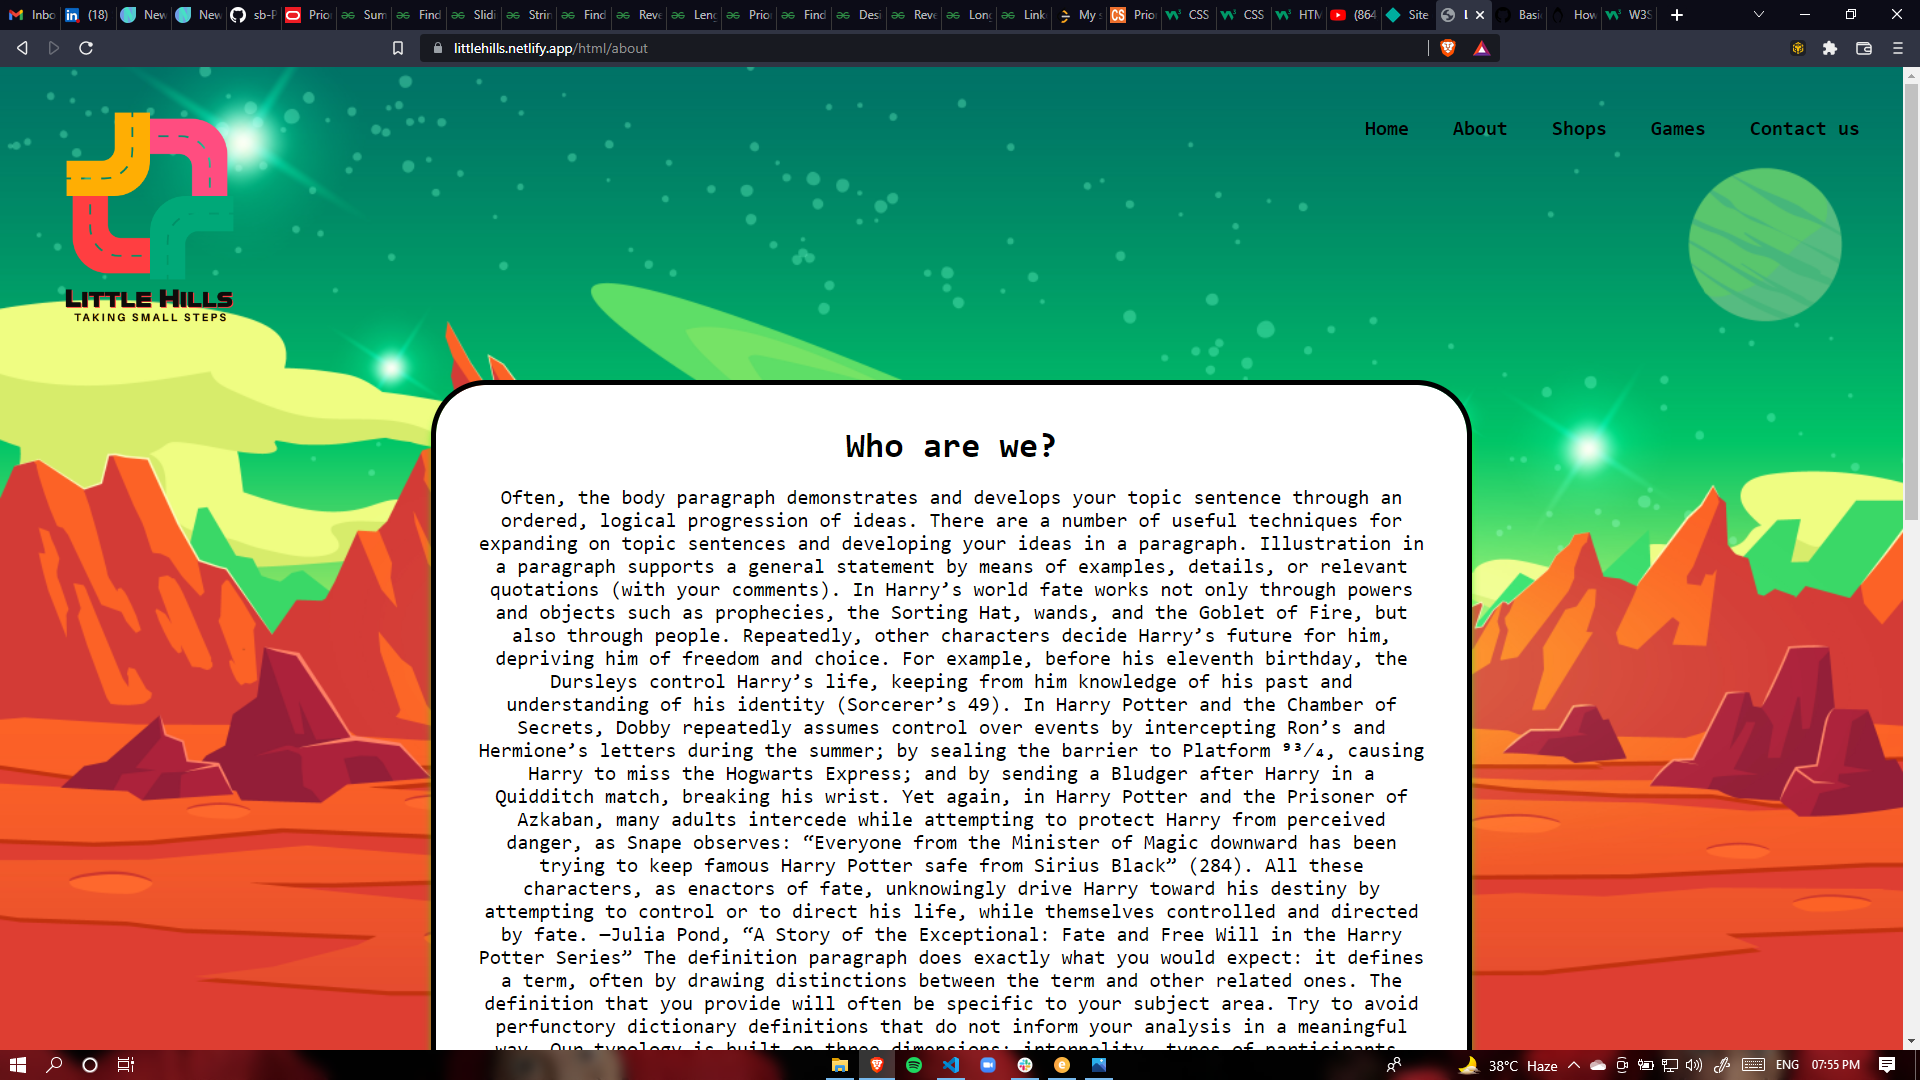 Inbo
(18)
New
New
sb-P
Prio
Sum
Find
Slidi
Strin
Find
Reve
Leng
Prio
Find
Desi
Reve
Long
Link
My s
Prio
CSS
CSS
HTM
(864
Site
L
Basi
How
W3S
littlehills.netlify.app/html/about
Home About Shops Games Contact us
LITTLE HILLS
TAKING SMALL STEPS
Who are we?
Often, the body paragraph demonstrates and develops your topic sentence through an
ordered, logical progression of ideas. There are a number of useful techniques for
expanding on topic sentences and developing your ideas in a paragraph. Illustration in
a paragraph supports a general statement by means of examples, details, or relevant
quotations (with your comments). In Harry’s world fate works not only through powers
and objects such as prophecies, the Sorting Hat, wands, and the Goblet of Fire, but
also through people. Repeatedly, other characters decide Harry’s future for him,
depriving him of freedom and choice. For example, before his eleventh birthday, the
Dursleys control Harry’s life, keeping from him knowledge of his past and
understanding of his identity (Sorcerer’s 49). In Harry Potter and the Chamber of
Secrets, Dobby repeatedly assumes control over events by intercepting Ron’s and
Hermione’s letters during the summer; by sealing the barrier to Platform ⁹³⁄₄, causing
Harry to miss the Hogwarts Express; and by sending a Bludger after Harry in a
Quidditch match, breaking his wrist. Yet again, in Harry Potter and the Prisoner of
Azkaban, many adults intercede while attempting to protect Harry from perceived
danger, as Snape observes: “Everyone from the Minister of Magic downward has been
trying to keep famous Harry Potter safe from Sirius Black” (284). All these
characters, as enactors of fate, unknowingly drive Harry toward his destiny by
attempting to control or to direct his life, while themselves controlled and directed
by fate. —Julia Pond, “A Story of the Exceptional: Fate and Free Will in the Harry
Potter Series” The definition paragraph does exactly what you would expect: it defines
a term, often by drawing distinctions between the term and other related ones. The
definition that you provide will often be specific to your subject area. Try to avoid
perfunctory dictionary definitions that do not inform your analysis in a meaningful
way. Our typology is built on three dimensions: internality, types of participants,
38°C Haze
ENG
07:55 PM